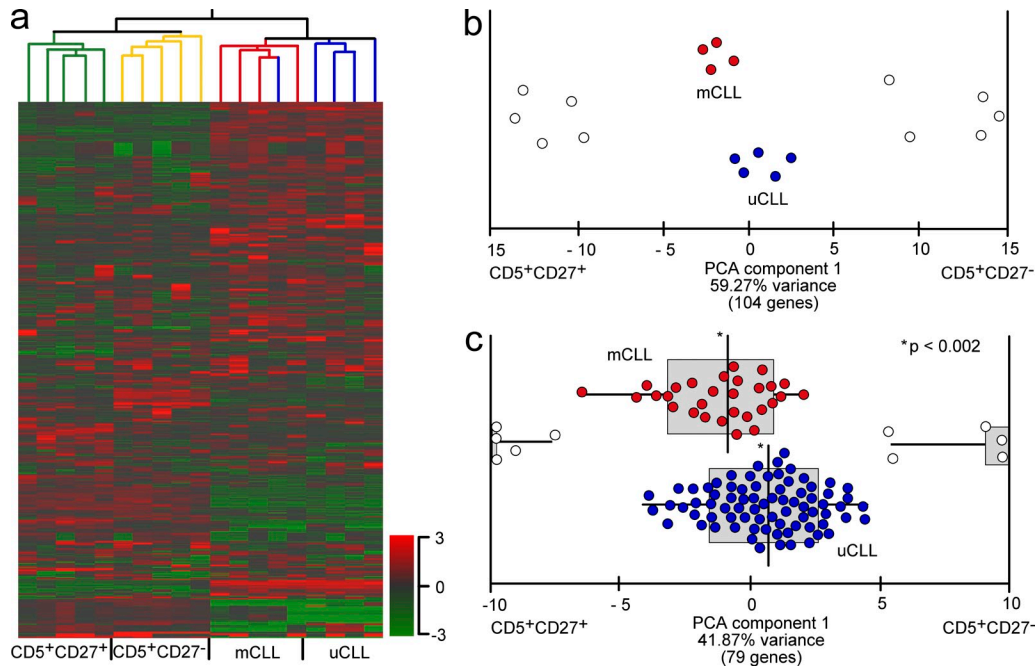 a
3
0
-3
CD5+CD27+
CD5+CD27-
mCLL
uCLL
b
mCLL
uCLL
15
- 10
- 5
0
5
10
15
CD5+CD27+
PCA component 1
59.27% variance
(104 genes)
CD5+CD27-
c
*
mCLL
*p < 0.002
*
uCLL
-10
- 5
0
5
10
CD5+CD27+
PCA component 1
41.87% variance
(79 genes)
CD5+CD27-